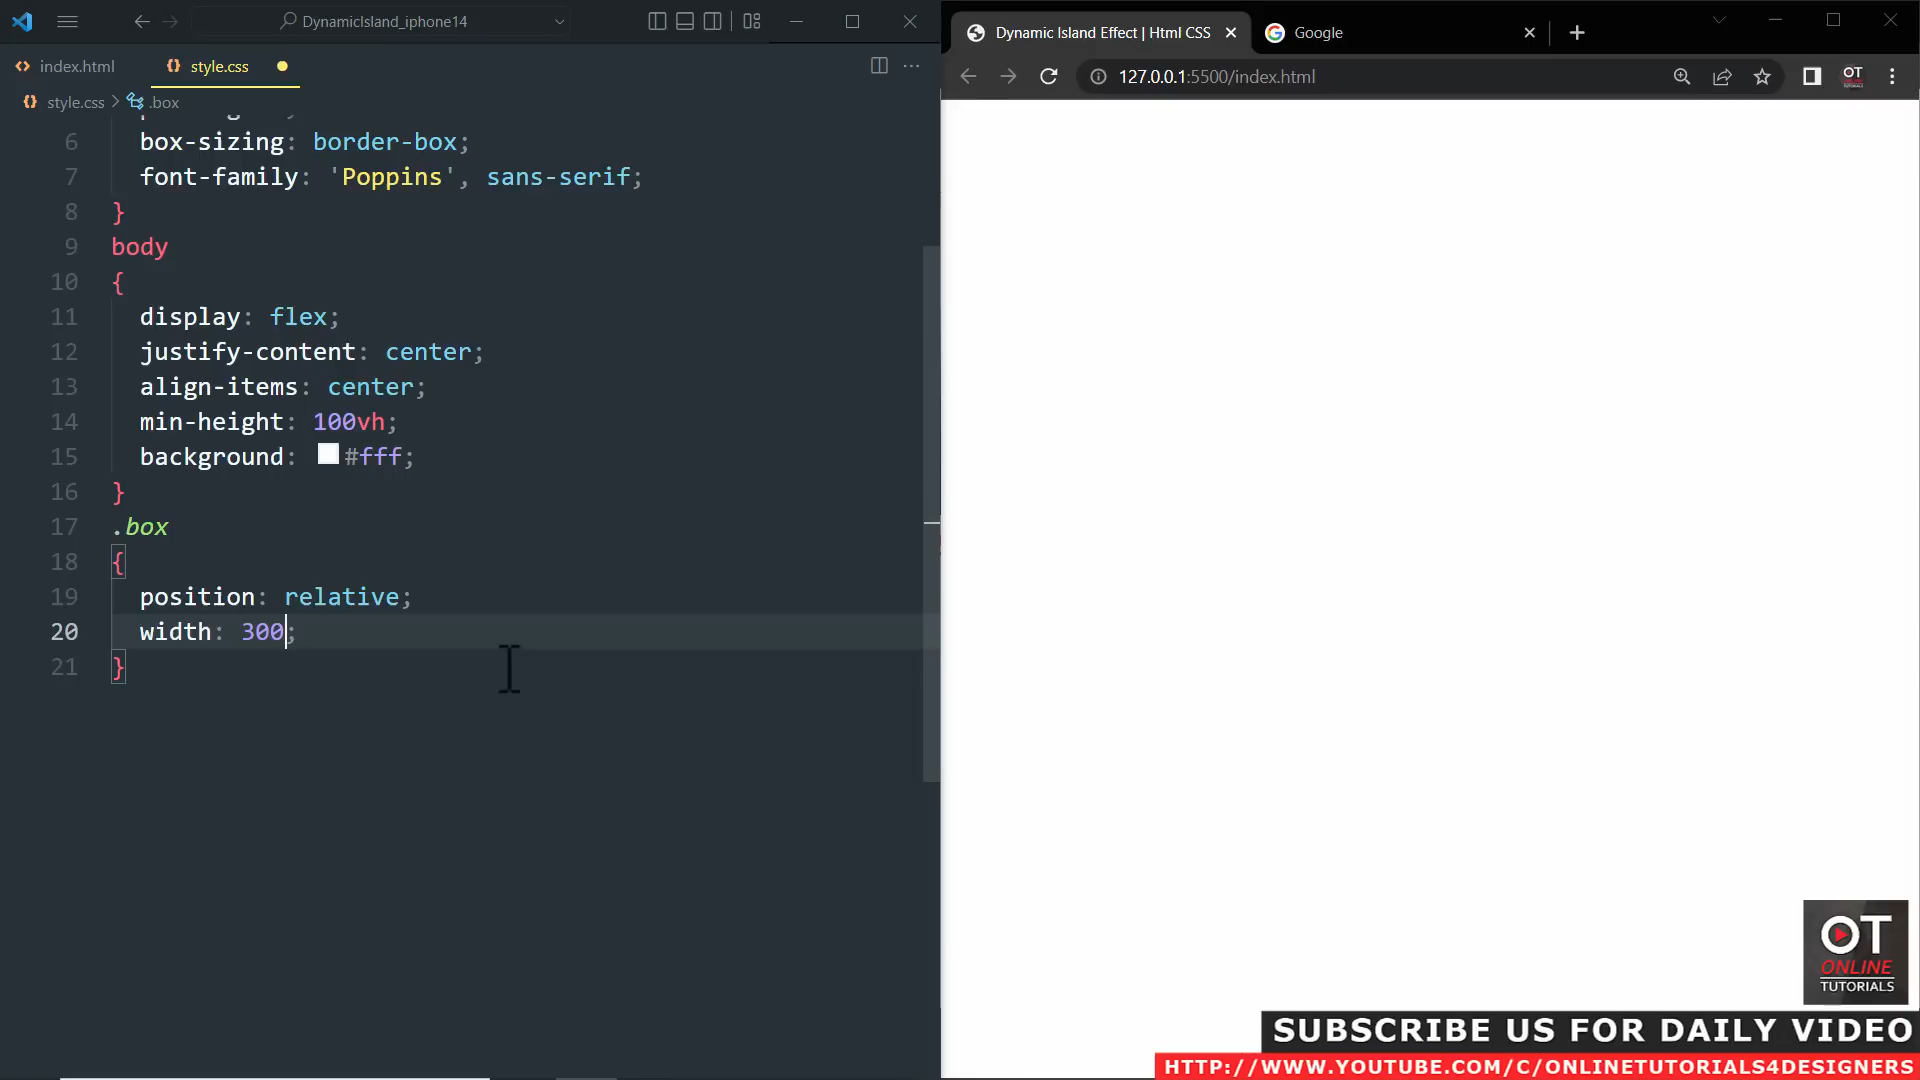 DynamicIsland_iphone14
index.html
style.css
style.css > .box
6 box-sizing: border-box;
7 font-family: 'Poppins', sans-serif;
8 }
9 body
10 {
11 display: flex;
12 justify-content: center;
13 align-items: center;
14 min-height: 100vh;
15 background: #fff;
16 }
17 .box
18 {
19 position: relative;
20 width: 300;
21 }
Dynamic Island Effect | Html CSS
Google
127.0.0.1:5500/index.html
OT
OT
ONLINE
TUTORIALS
SUBSCRIBE US FOR DAILY VIDEO
HTTP://WWW.YOUTUBE.COM/C/ONLINETUTORIALS4DESIGNERS